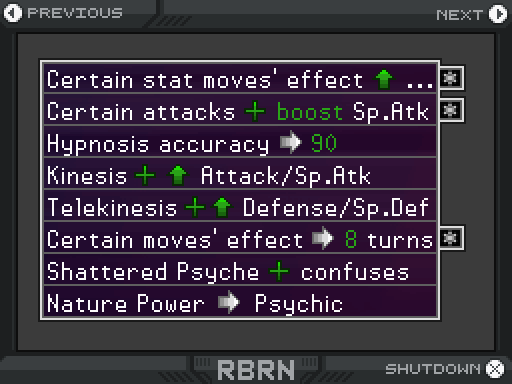 PREVIOUS
NEXT
Certain stat moves' effect ...
Certain attacks + boost Sp.Atk
Hypnosis accuracy 90
Kinesis + Attack/Sp.Atk
Telekinesis + Defense/Sp.Def
Certain moves' effect 8 turns
Shattered Psyche + confuses
Nature Power Psychic
RBRN
SHUTDOWN